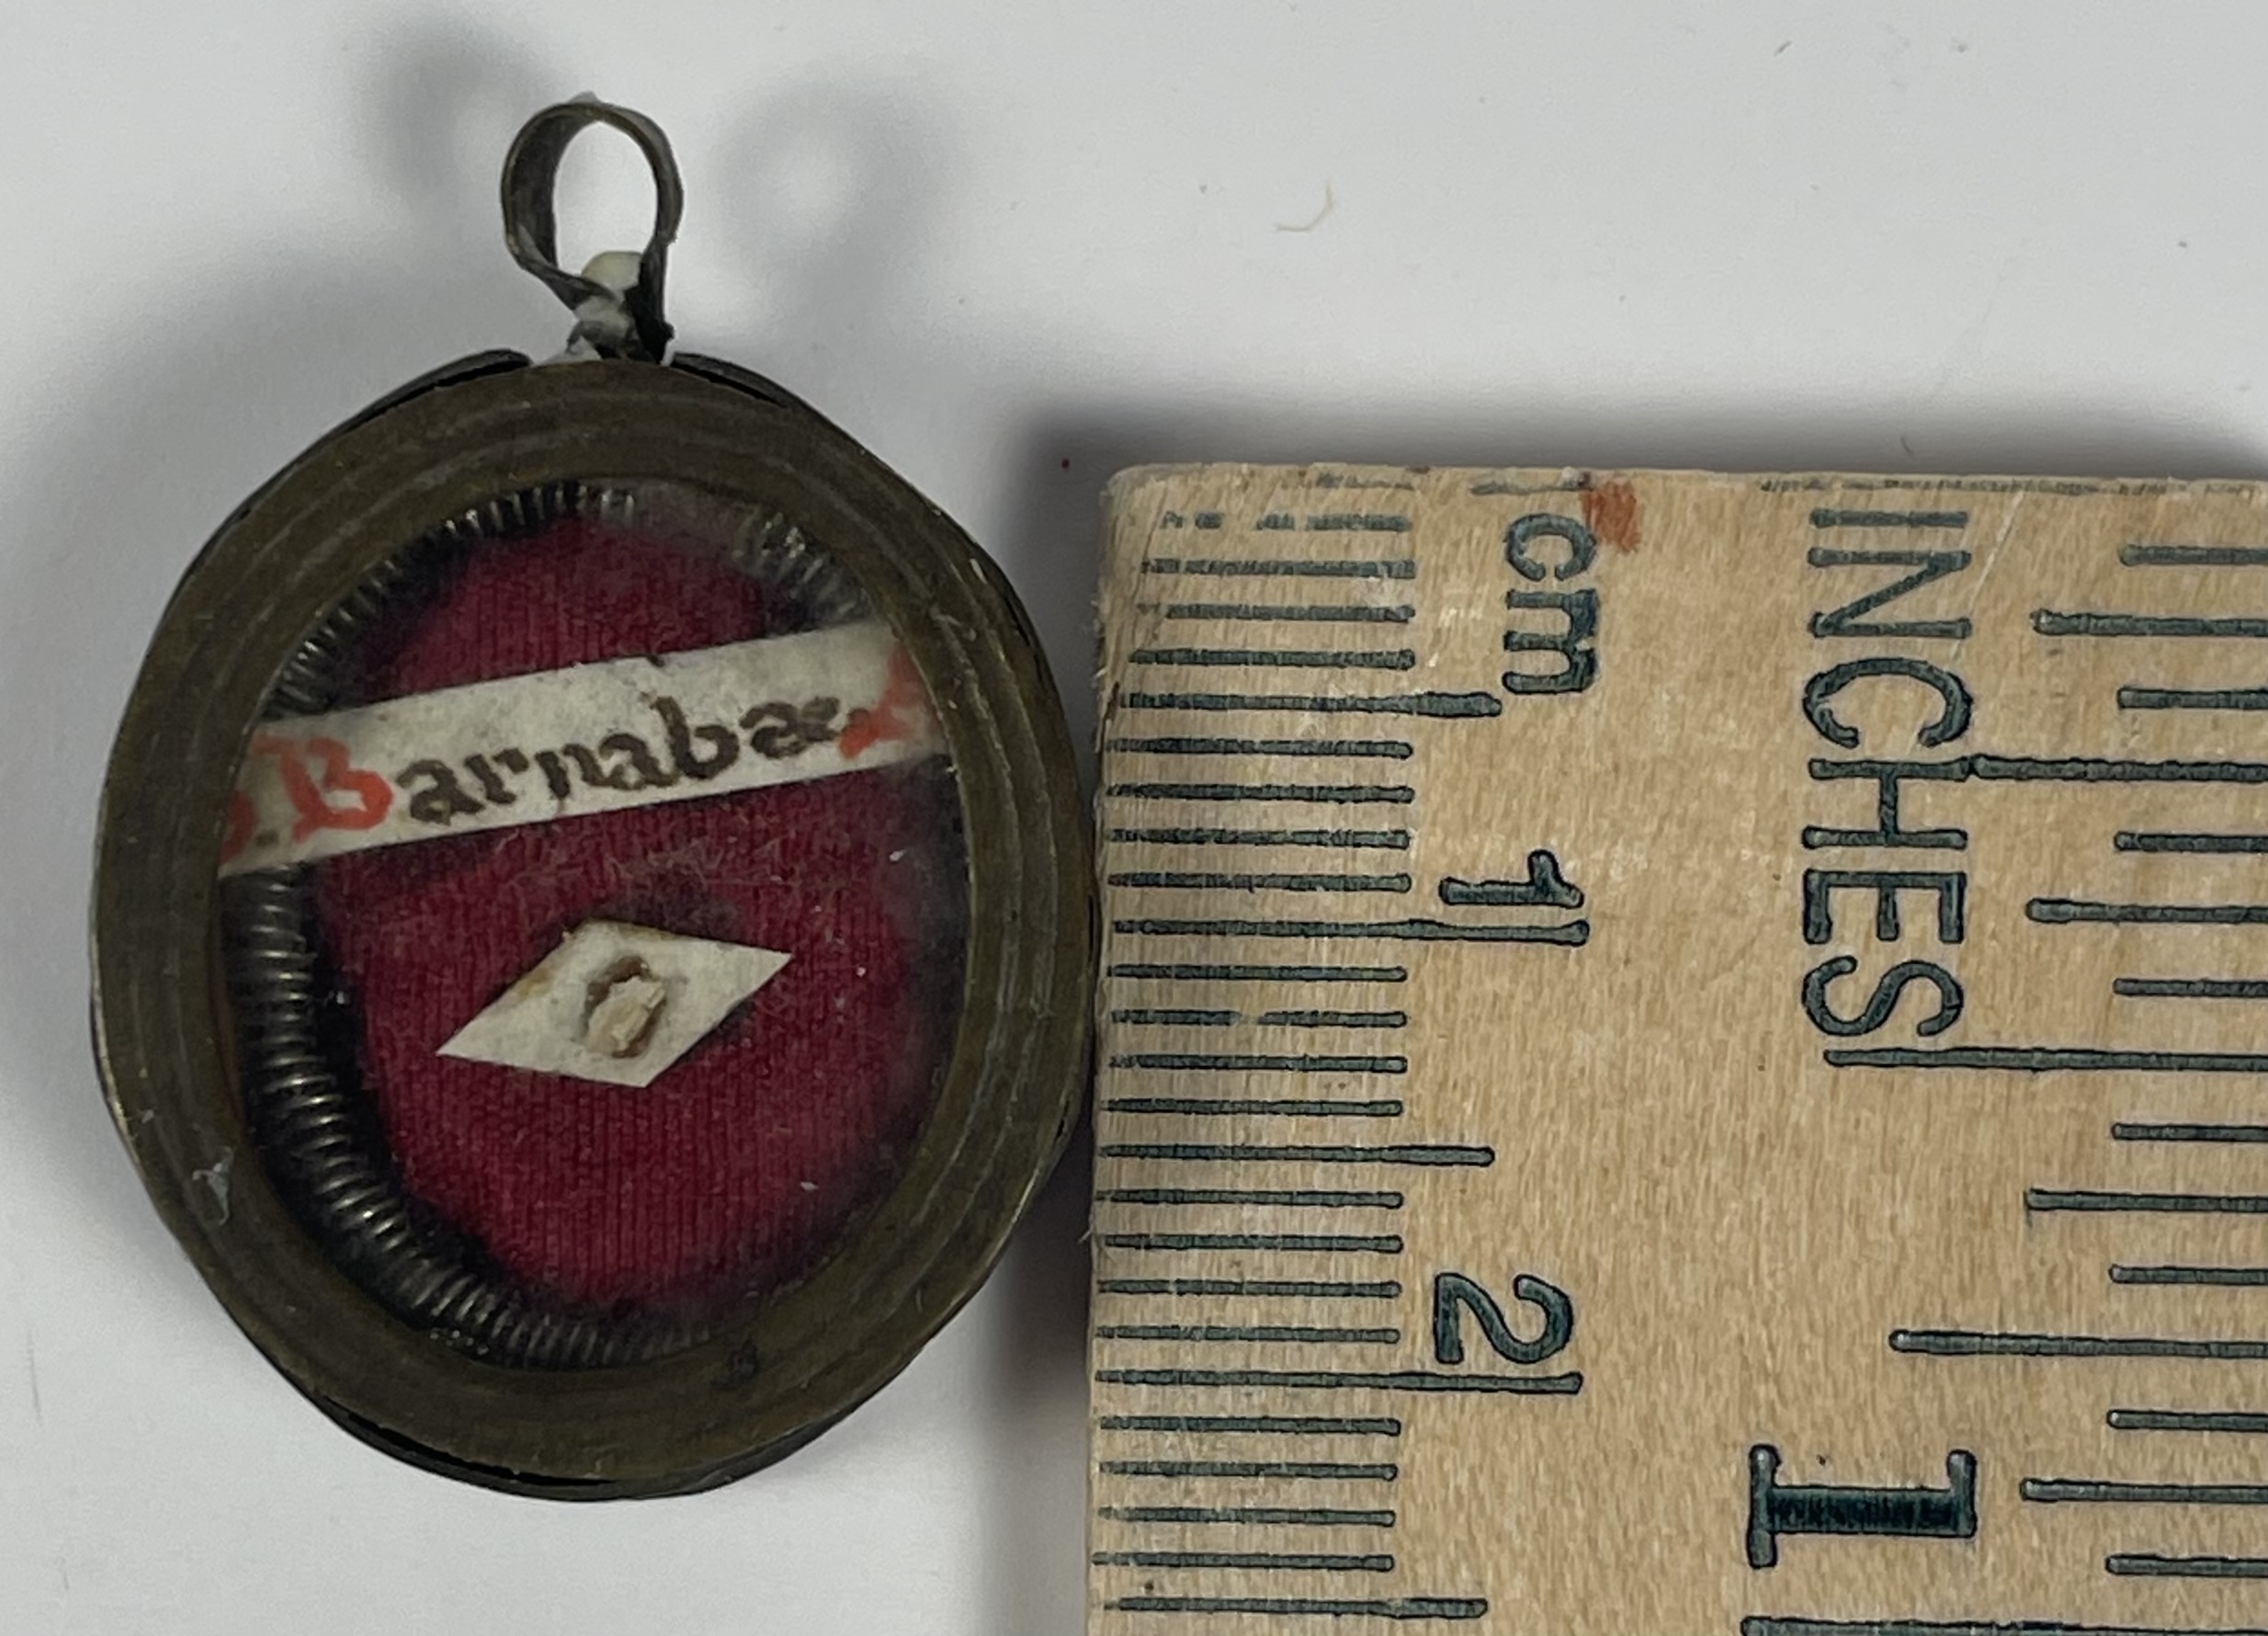 S. Barnabæ. A
cm
1
2
INCHES
1